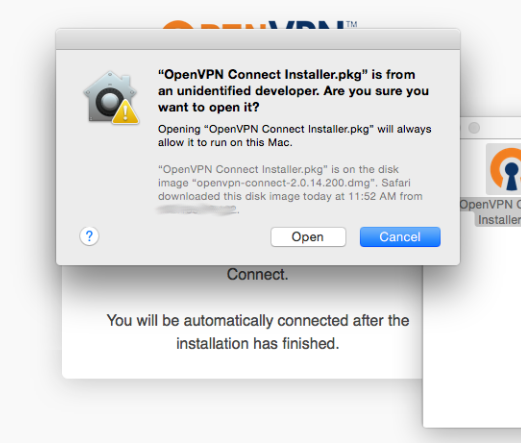 OPENVPN™
"OpenVPN Connect Installer.pkg" is from
an unidentified developer. Are you sure you
want to open it?
Opening "OpenVPN Connect Installer.pkg" will always
allow it to run on this Mac.
"OpenVPN Connect Installer.pkg" is on the disk
image "openvpn-connect-2.0.14.200.dmg". Safari
downloaded this disk image today at 11:52 AM from
?
Open
Cancel
OpenVPN C
Installer
Connect.
You will be automatically connected after the
installation has finished.